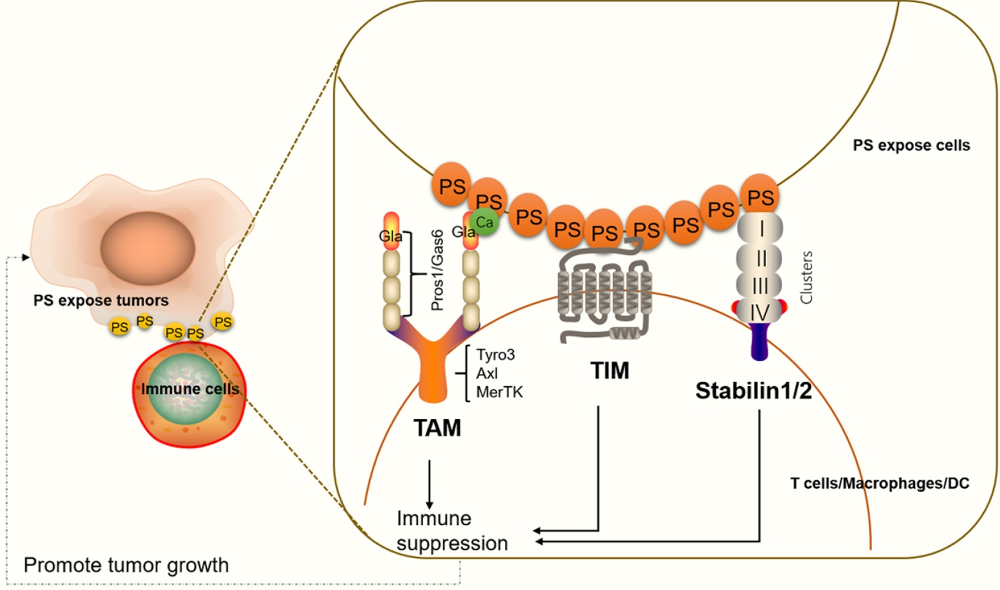 PS expose cells
PS
PS
PS
PS
PS
PS
PS
PS
PS
Gla
Gla
Ca
Pros1/Gas6
I
II
III
IV
Clusters
PS expose tumors
PS
PS
PS
PS
PS
Immune cells
Tyro3
Axl
MerTK
TAM
TIM
Stabilin1/2
T cells/Macrophages/DC
Immune
suppression
Promote tumor growth